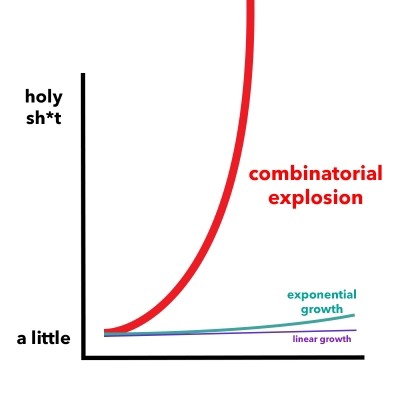 holy
sh*t
combinatorial
explosion
exponential
growth
a little
linear growth